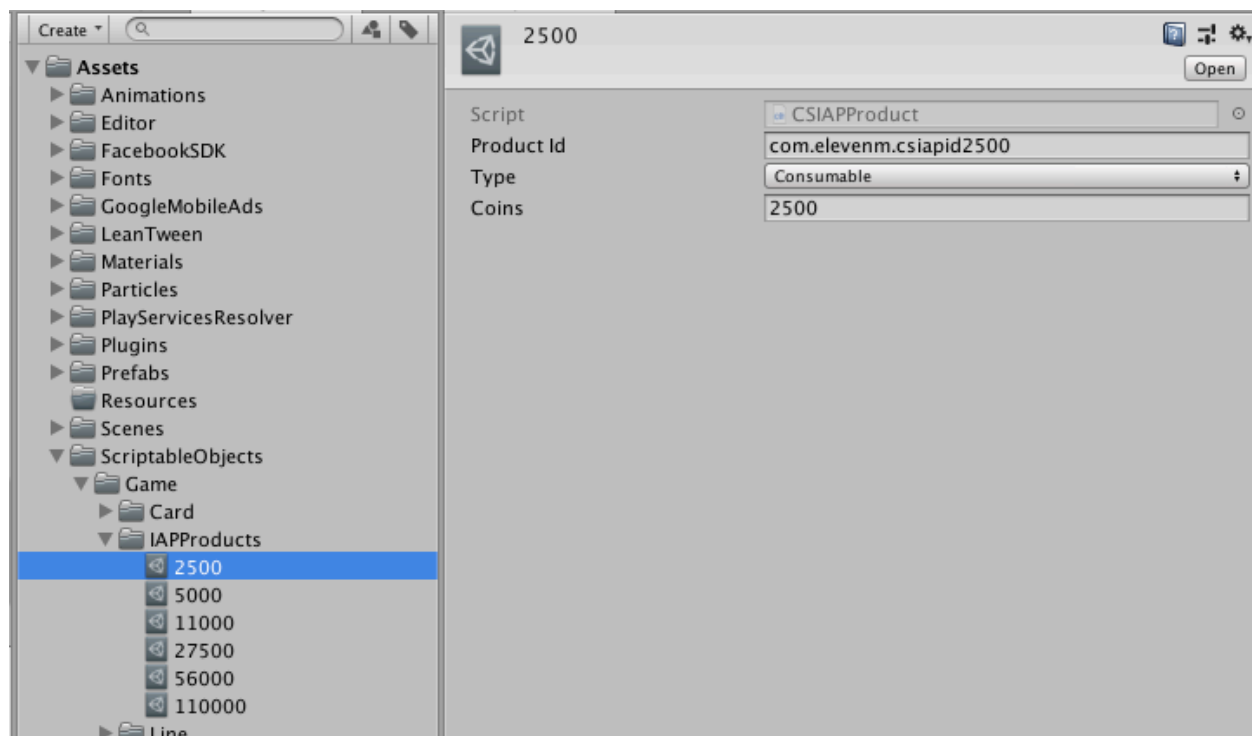 Create
Assets
Animations
Editor
FacebookSDK
Fonts
GoogleMobileAds
LeanTween
Materials
Particles
PlayServicesResolver
Plugins
Prefabs
Resources
Scenes
ScriptableObjects
Game
Card
IAPProducts
2500
5000
11000
27500
56000
110000
Line
2500
Open
Script CSIAPProduct
Product Id com.elevenm.csiapid2500
Type Consumable
Coins 2500